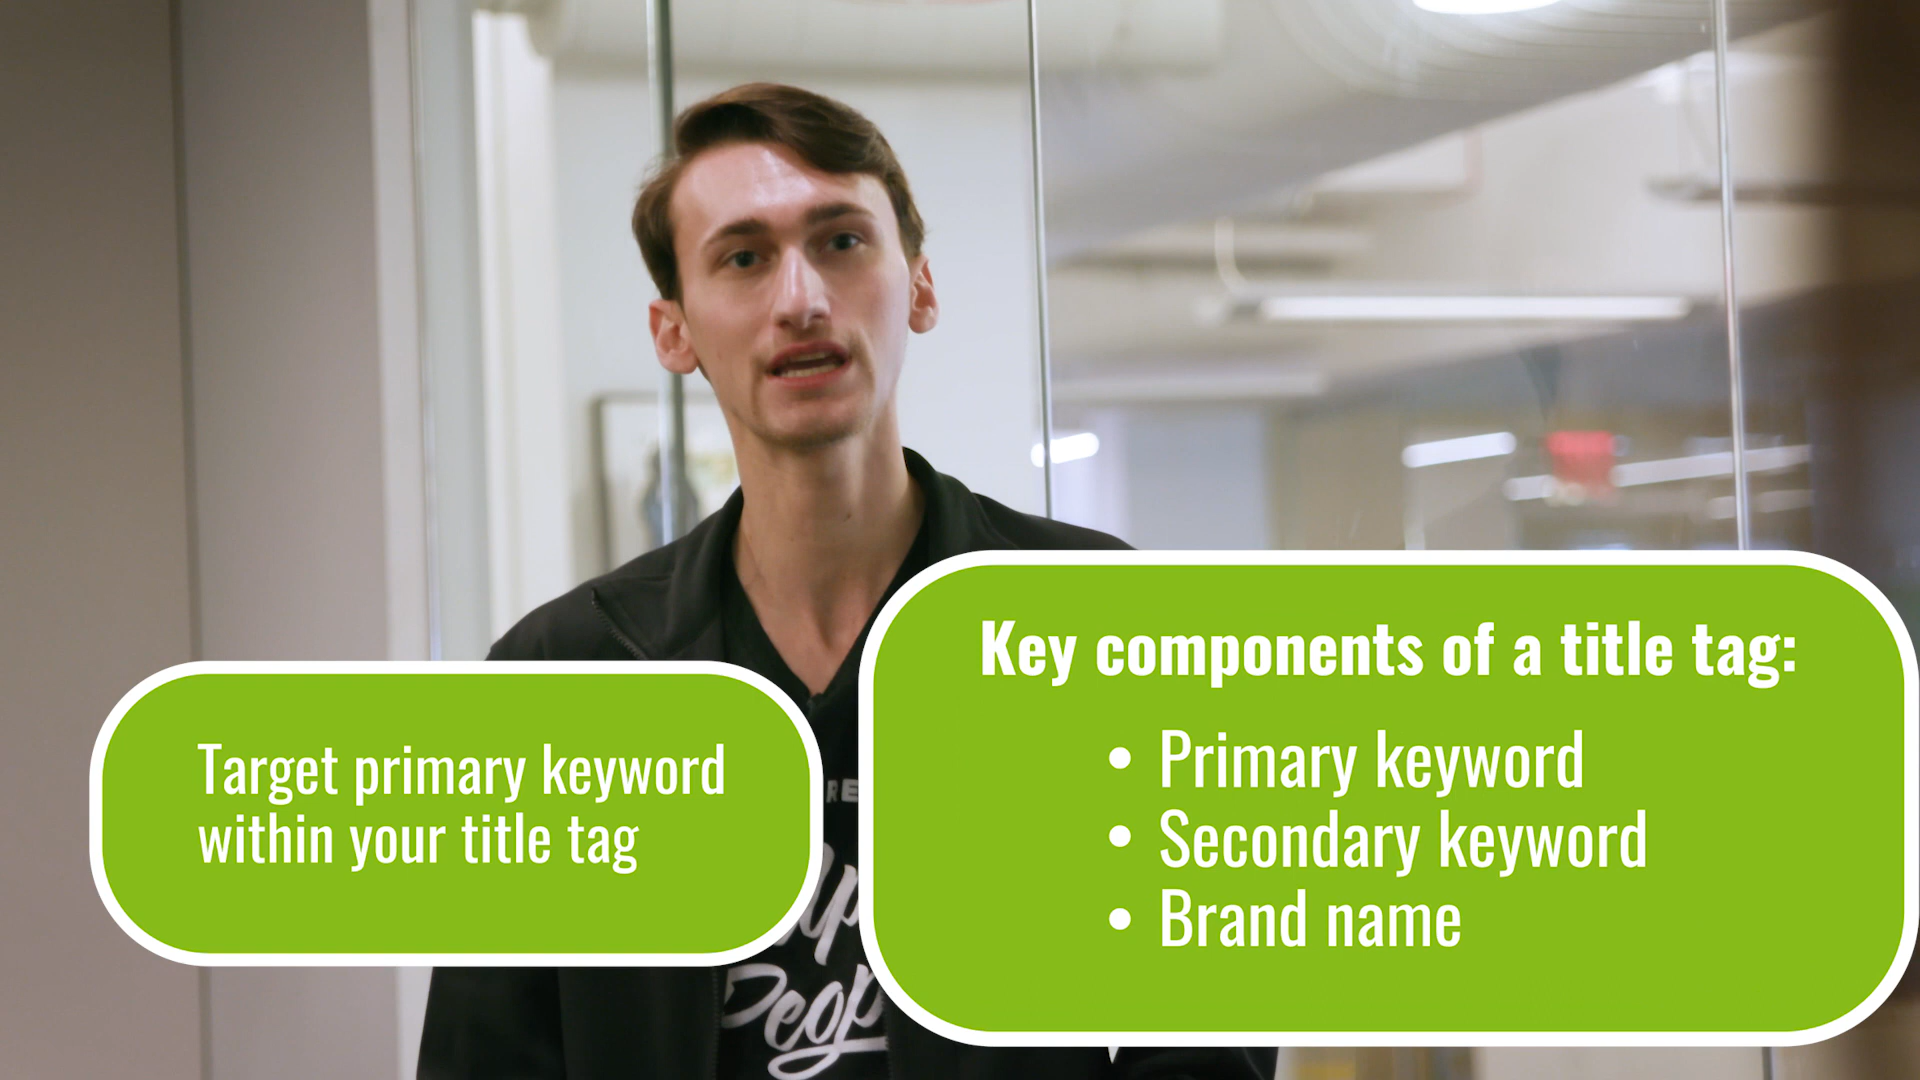 Target primary keyword
within your title tag
Key components of a title tag:
• Primary keyword
• Secondary keyword
• Brand name